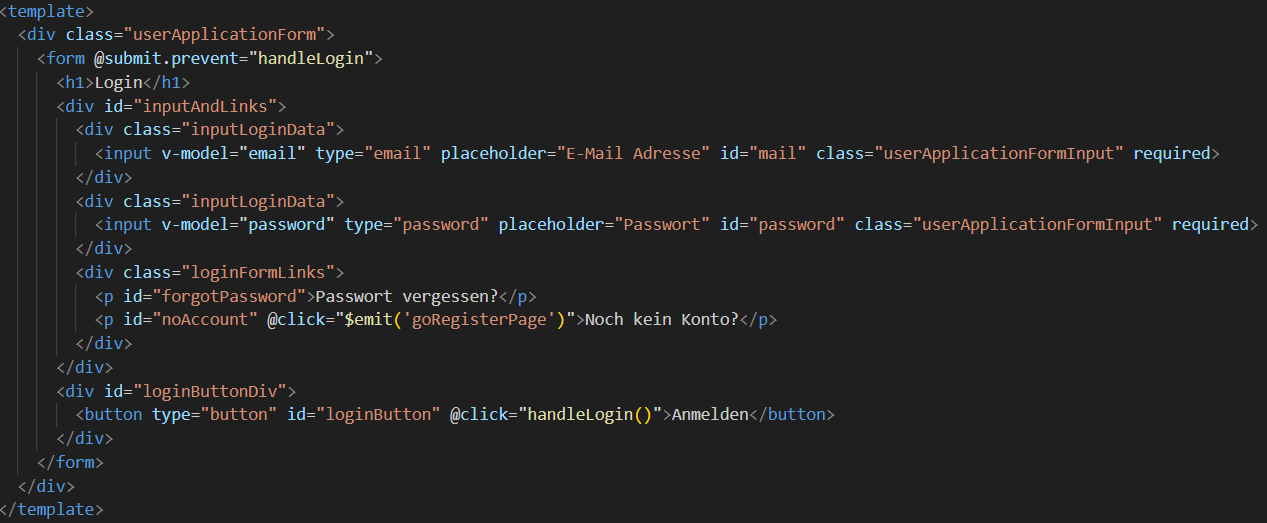 <template>
<div class="userApplicationForm">
<form @submit.prevent="handleLogin">
<h1>Login</h1>
<div id="inputAndLinks">
<div class="inputLoginData">
<input v-model="email" type="email" placeholder="E-Mail Adresse" id="mail" class="userApplicationFormInput" required>
</div>
<div class="inputLoginData">
<input v-model="password" type="password" placeholder="Passwort" id="password" class="userApplicationFormInput" required>
</div>
<div class="loginFormLinks">
<p id="forgotPassword">Passwort vergessen?</p>
<p id="noAccount" @click="$emit('goRegisterPage')">Noch kein Konto?</p>
</div>
</div>
<div id="loginButtonDiv">
<button type="button" id="loginButton" @click="handleLogin()">Anmelden</button>
</div>
</form>
</div>
</template>